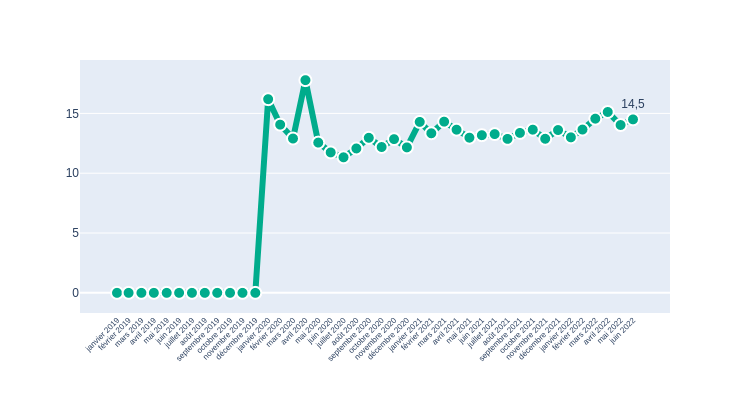 14,5
15
10
5
0
janvier 2019
février 2019
mars 2019
avril 2019
mai 2019
juin 2019
juillet 2019
août 2019
septembre 2019
octobre 2019
novembre 2019
décembre 2019
janvier 2020
février 2020
mars 2020
avril 2020
mai 2020
juin 2020
juillet 2020
août 2020
septembre 2020
octobre 2020
novembre 2020
décembre 2020
janvier 2021
février 2021
mars 2021
avril 2021
mai 2021
juin 2021
juillet 2021
août 2021
septembre 2021
octobre 2021
novembre 2021
décembre 2021
janvier 2022
février 2022
mars 2022
avril 2022
mai 2022
juin 2022